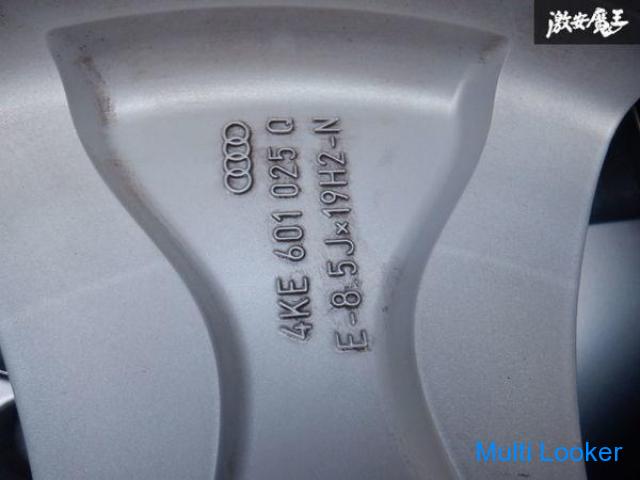 激安魔王
4KE 601 025 Q
E-8.5J×19H2-N
Multi Looker